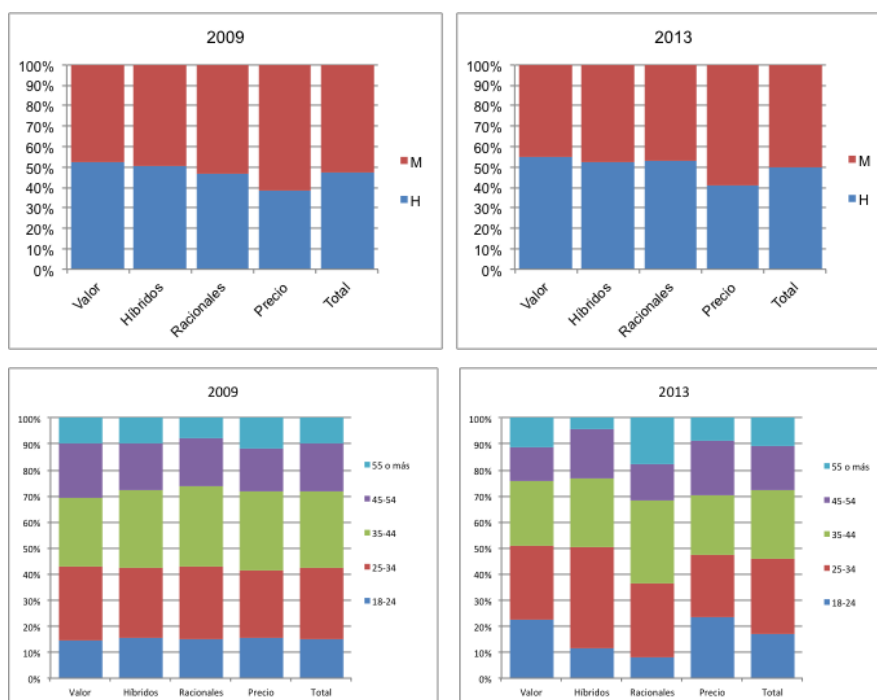 2009
100%
90%
80%
70%
60%
50%
40%
30%
20%
10%
0%
Valor
Híbridos
Racionales
Precio
Total
M
H
2013
100%
90%
80%
70%
60%
50%
40%
30%
20%
10%
0%
Valor
Híbridos
Racionales
Precio
Total
M
H
2009
100%
90%
80%
70%
60%
50%
40%
30%
20%
10%
0%
Valor
Híbridos
Racionales
Precio
Total
55 o más
45-54
35-44
25-34
18-24
2013
100%
90%
80%
70%
60%
50%
40%
30%
20%
10%
0%
Valor
Híbridos
Racionales
Precio
Total
55 o más
45-54
35-44
25-34
18-24